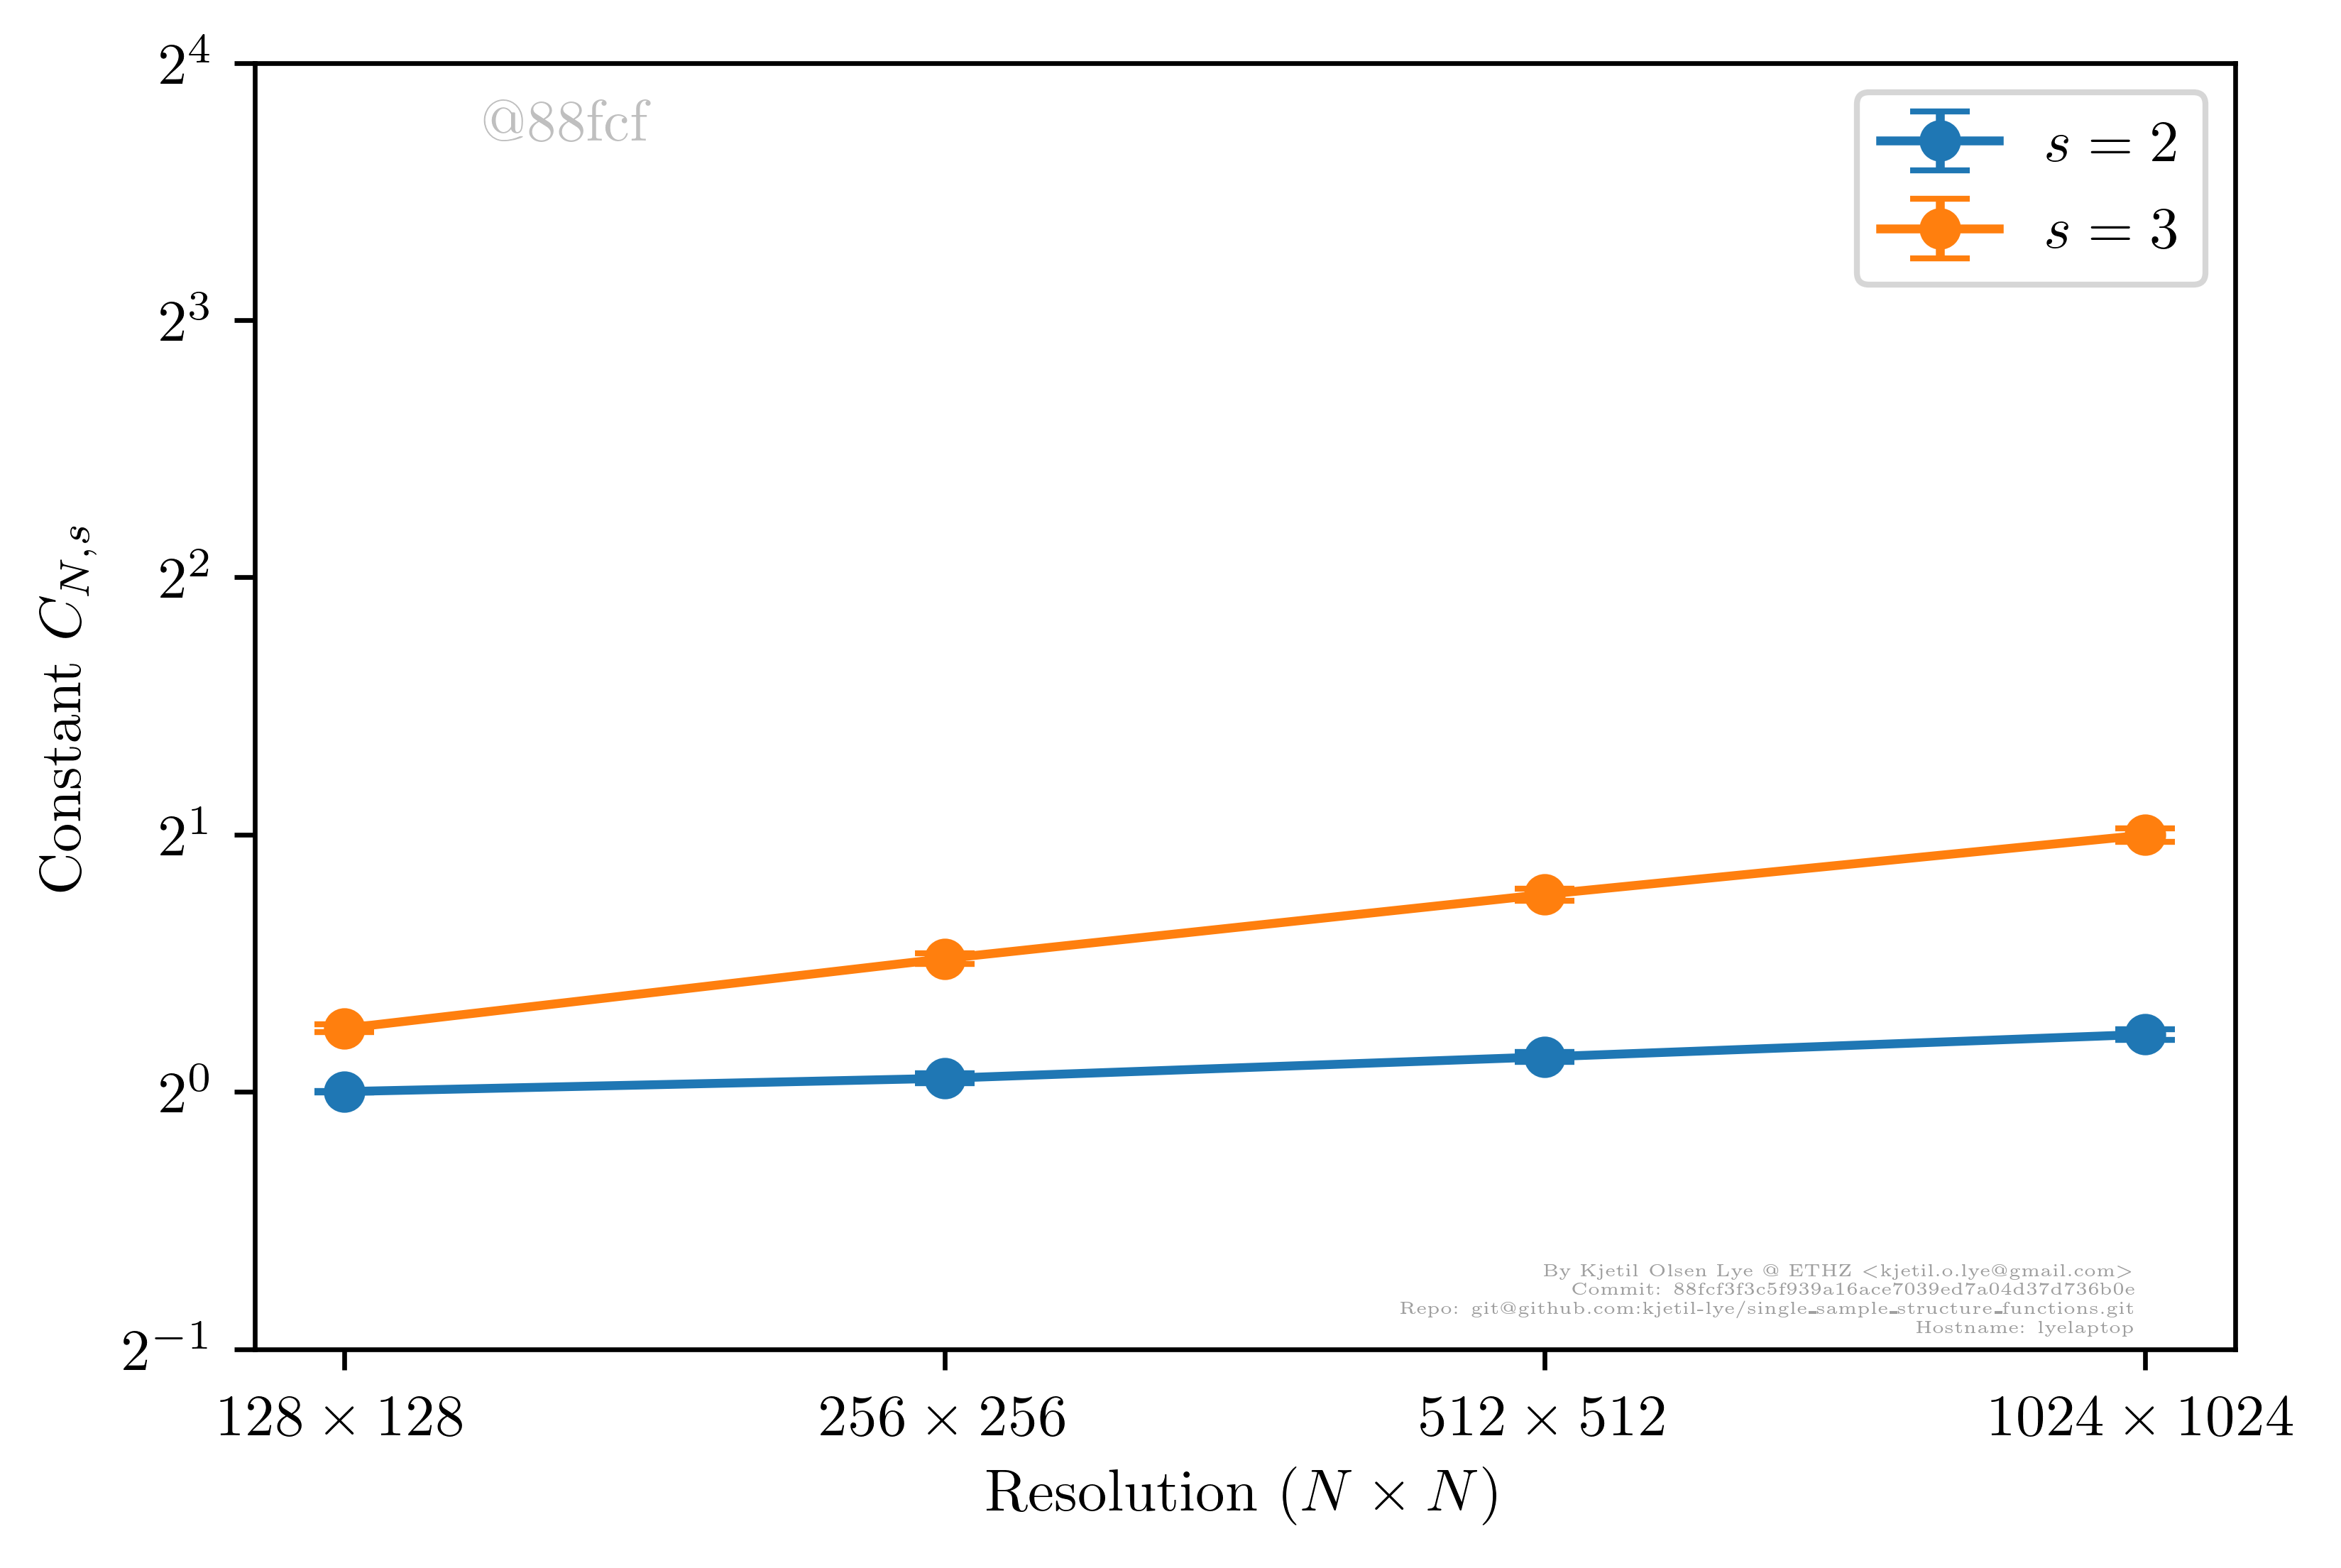 2^4
@88fcf
s = 2
s = 3
2^3
2^2
Constant C_{N,s}
2^1
2^0
By Kjetil Olsen Lye @ ETHZ <kjetil.o.lye@gmail.com>
Commit: 88fcf3f3c5f939a16ace7039ed7a04d37d736b0e
Repo: git@github.com:kjetil-lye/single_sample_structure_functions.git
Hostname: lyelaptop
2^{−1}
128 × 128 256 × 256 512 × 512 1024 × 1024
Resolution (N × N)